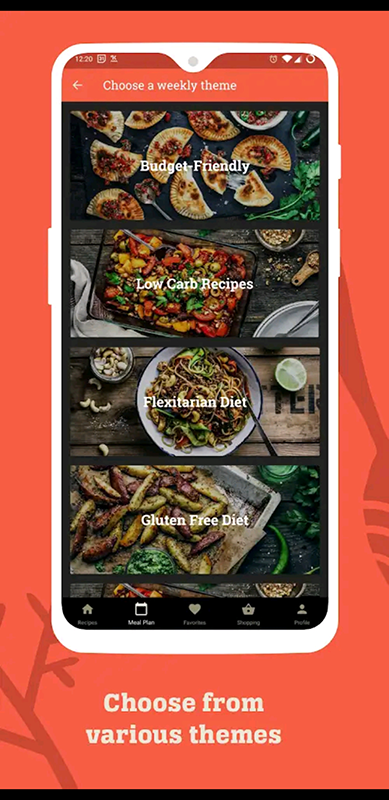 12:20
Choose a weekly theme
Budget-Friendly
Low Carb Recipes
Flexitarian Diet
Gluten Free Diet
Recipes Meal Plan Favorites Shopping Profile
Choose from
various themes